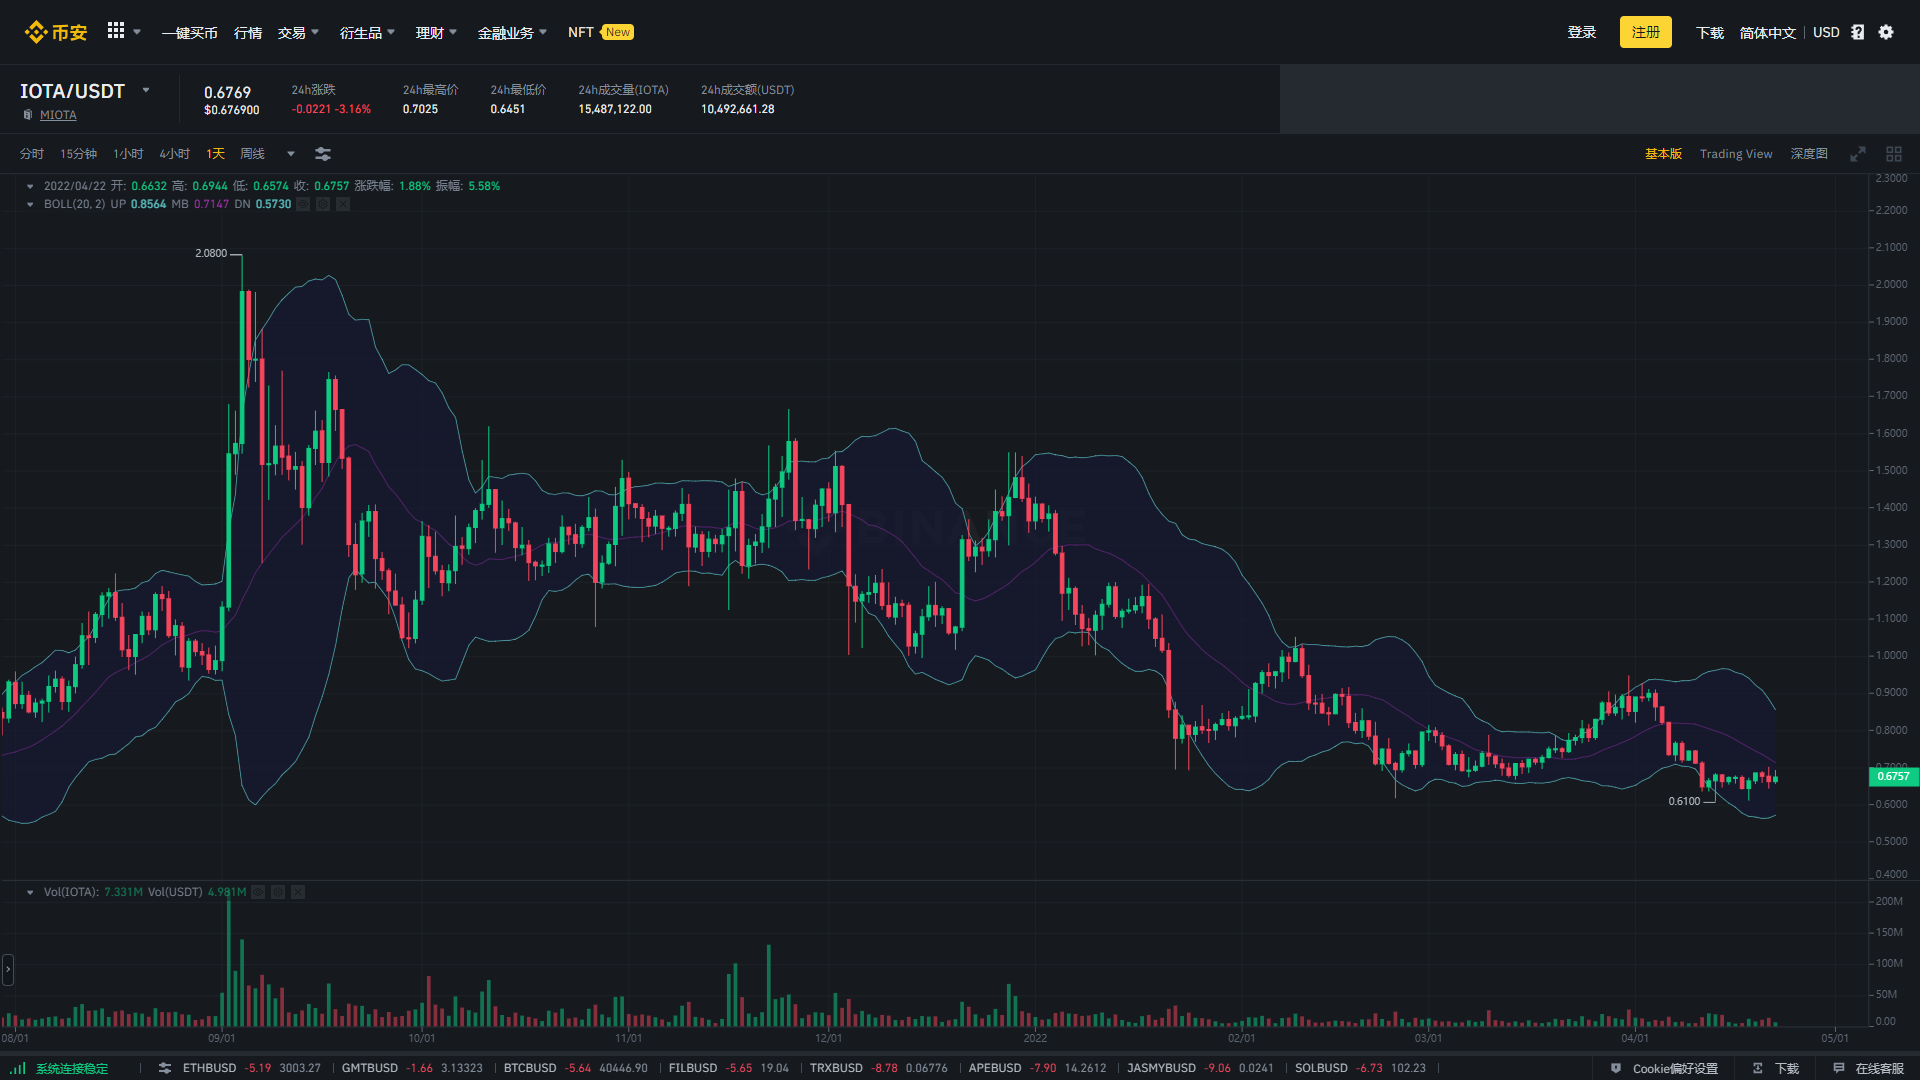 币安 一键买币 行情 交易 衍生品 理财 金融业务 NFT New 登录 注册 下载 简体中文 USD
IOTA/USDT 0.6769 24h涨跌 24h最高价 24h最低价 24h成交量(IOTA) 24h成交额(USDT)
MIOTA $0.676900 -0.0221 -3.16% 0.7025 0.6451 15,487,122.00 10,492,661.28
分时 15分钟 1小时 4小时 1天 周线 基本版 Trading View 深度图
2022/04/22 开: 0.6632 高: 0.6944 低: 0.6574 收: 0.6757 涨跌幅: 1.88% 振幅: 5.58%
BOLL(20, 2) UP 0.8564 MB 0.7147 DN 0.5730
2.3000
2.2000
2.1000
2.0800
2.0000
1.9000
1.8000
1.7000
1.6000
1.5000
1.4000
1.3000
1.2000
1.1000
1.0000
0.9000
0.8000
0.7000
0.6757
0.6100
0.6000
0.5000
0.4000
Vol(IOTA): 7.331M Vol(USDT) 4.981M
200M
150M
100M
50M
0.00
08/01 09/01 10/01 11/01 12/01 2022 02/01 03/01 04/01 05/01
系统连接稳定 ETHBUSD -5.19 3003.27 GMTBUSD -1.66 3.13323 BTCBUSD -5.64 40446.90 FILBUSD -5.65 19.04 TRXBUSD -8.78 0.06776 APEBUSD -7.90 14.2612 JASMYBUSD -9.06 0.0241 SOLBUSD -6.73 102.23 Cookie偏好设置 下载 在线客服